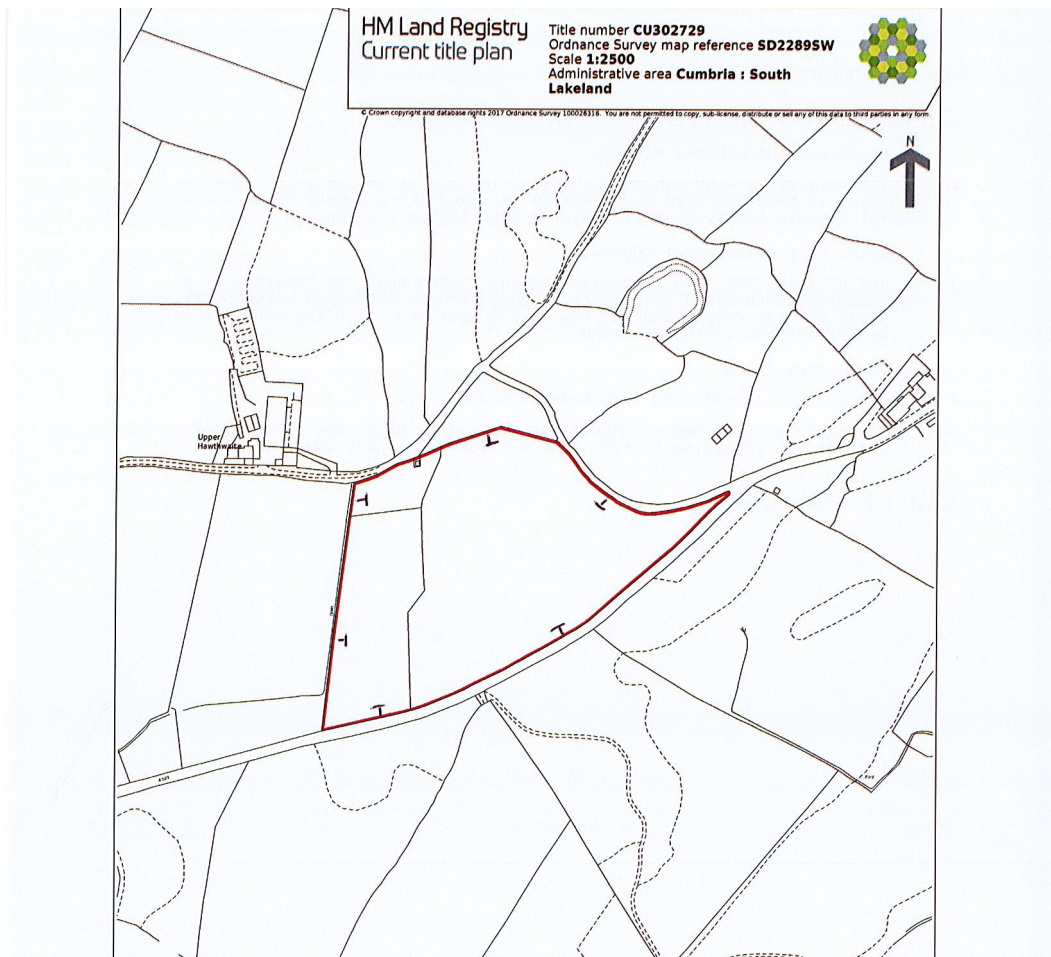 HM Land Registry
Current title plan
Title number CU302729
Ordnance Survey map reference SD2289SW
Scale 1:2500
Administrative area Cumbria : South
Lakeland
© Crown copyright and database rights 2017 Ordnance Survey 100026316. You are not permitted to copy, sub-license, distribute or sell any of this data to third parties in any form.
N
Upper
Hawthwaite